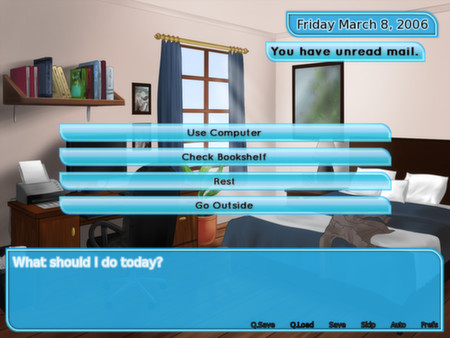 Friday March 8, 2006
You have unread mail.
Use Computer
Check Bookshelf
Rest
Go Outside
What should I do today?
Q.Save Q.Load Save Skip Auto Prefs